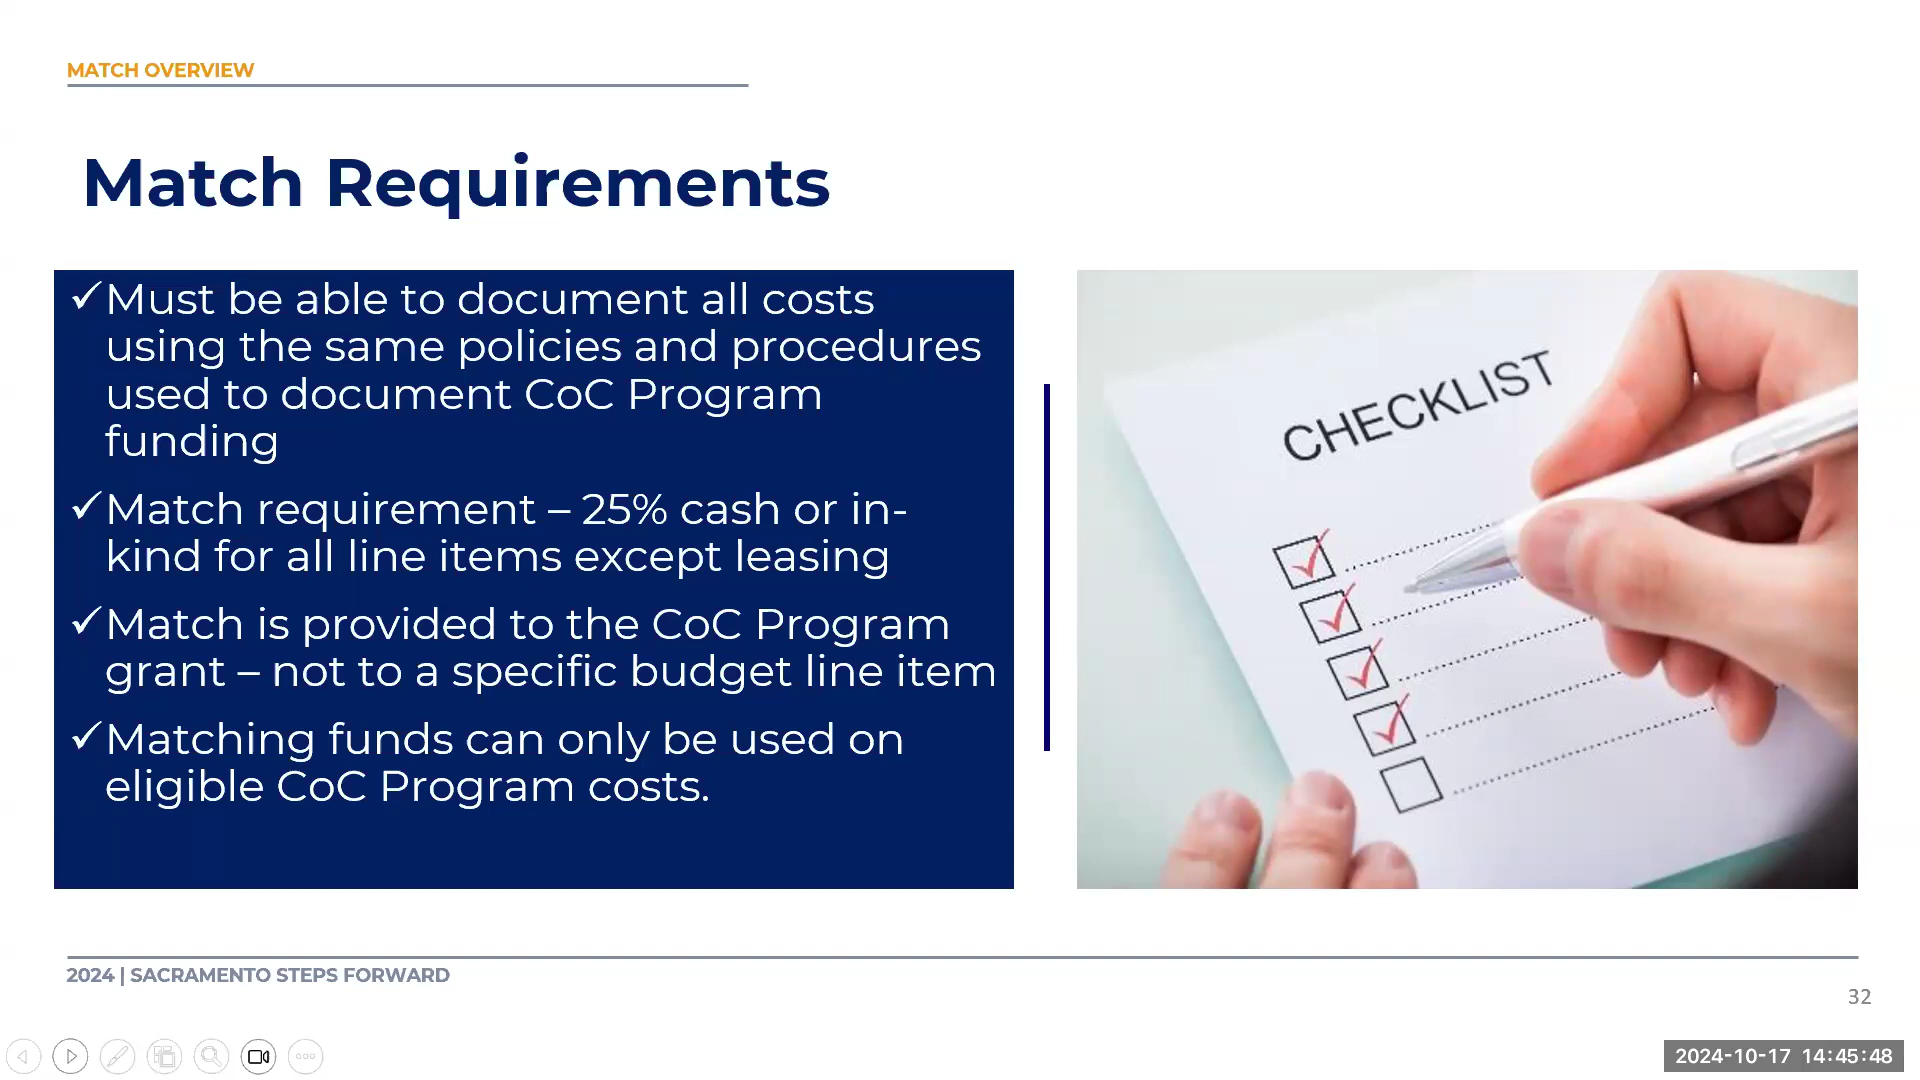 MATCH OVERVIEW
Match Requirements
✓Must be able to document all costs
using the same policies and procedures
used to document CoC Program
funding
✓Match requirement – 25% cash or in-
kind for all line items except leasing
✓Match is provided to the CoC Program
grant – not to a specific budget line item
✓Matching funds can only be used on
eligible CoC Program costs.
CHECKLIST
2024 | SACRAMENTO STEPS FORWARD
32
2024-10-17 14:45:48